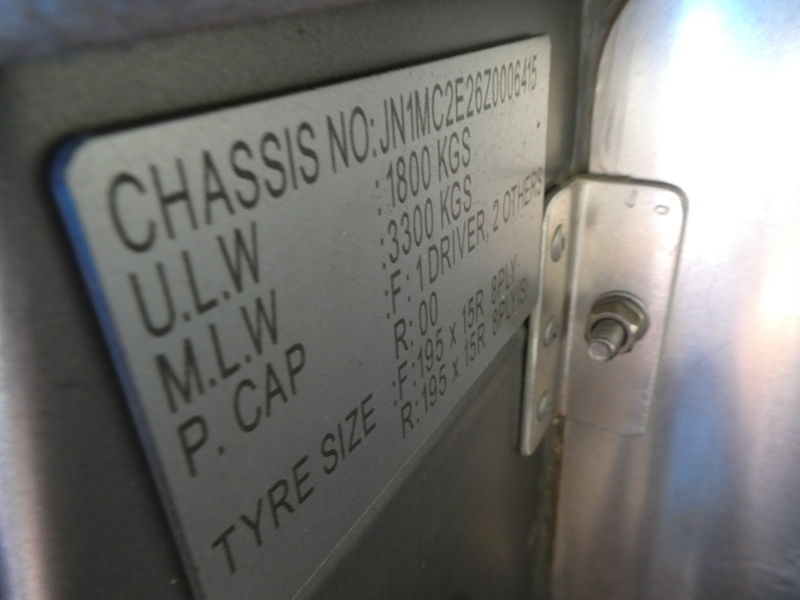 CHASSIS NO: JN1MC2E26Z0006415
U.L.W : 1800 KGS
M.L.W : 3300 KGS
P. CAP : F: 1 DRIVER, 2 OTHERS
R: 00
TYRE SIZE : F: 195 x 15R 8PLY
R: 195 x 15R 8PLY(S)